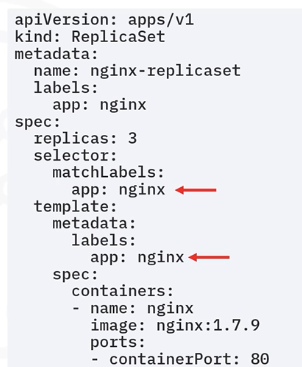 apiVersion: apps/v1
kind: ReplicaSet
metadata:
  name: nginx-replicaset
  labels:
    app: nginx
spec:
  replicas: 3
  selector:
    matchLabels:
      app: nginx
  template:
    metadata:
      labels:
        app: nginx
    spec:
      containers:
      - name: nginx
        image: nginx:1.7.9
        ports:
        - containerPort: 80